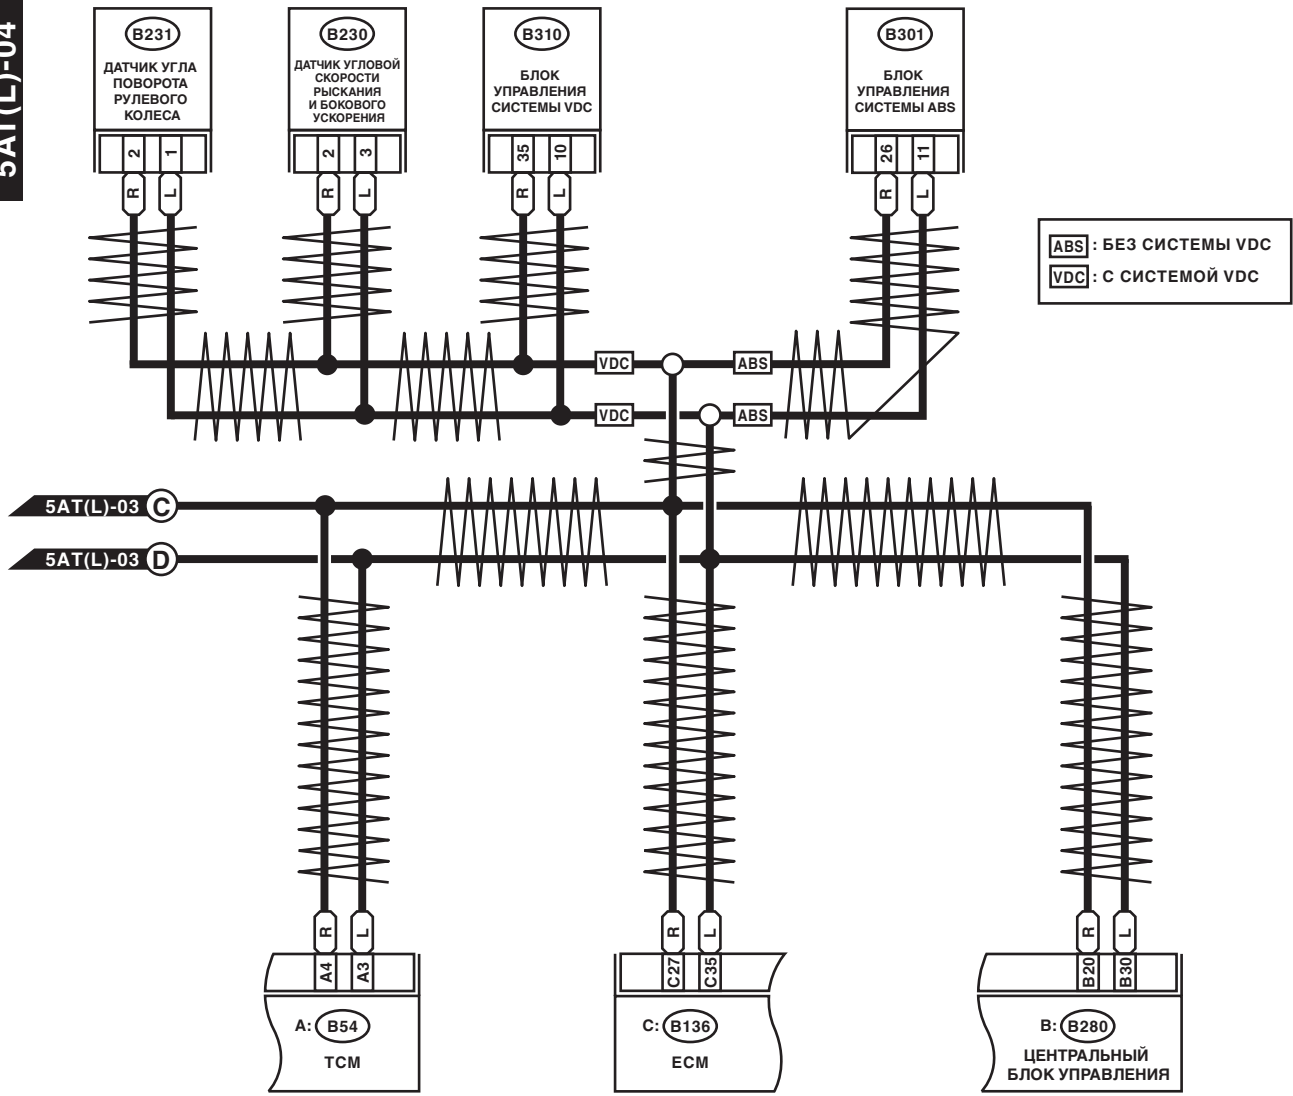 5AT(L)-04
B231
ДАТЧИК УГЛА
ПОВОРОТА
РУЛЕВОГО
КОЛЕСА
2 1
R L
B230
ДАТЧИК УГЛОВОЙ
СКОРОСТИ
РЫСКАНИЯ
И БОКОВОГО
УСКОРЕНИЯ
2 3
R L
B310
БЛОК
УПРАВЛЕНИЯ
СИСТЕМЫ VDC
35 10
R L
B301
БЛОК
УПРАВЛЕНИЯ
СИСТЕМЫ ABS
26 11
R L
ABS : БЕЗ СИСТЕМЫ VDC
VDC : С СИСТЕМОЙ VDC
VDC ABS
VDC ABS
5AT(L)-03 C
5AT(L)-03 D
R L
A4 A3
A: B54
TCM
R L
C27 C35
C: B136
ECM
R L
B20 B30
B: B280
ЦЕНТРАЛЬНЫЙ
БЛОК УПРАВЛЕНИЯ